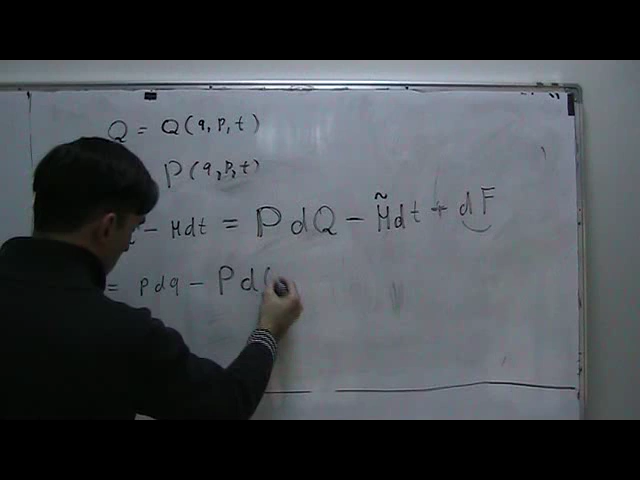 Q = Q(q,p,t)
P(q,p,t)
- Hdt = PdQ - H̃dt + dF
= pdq - Pd